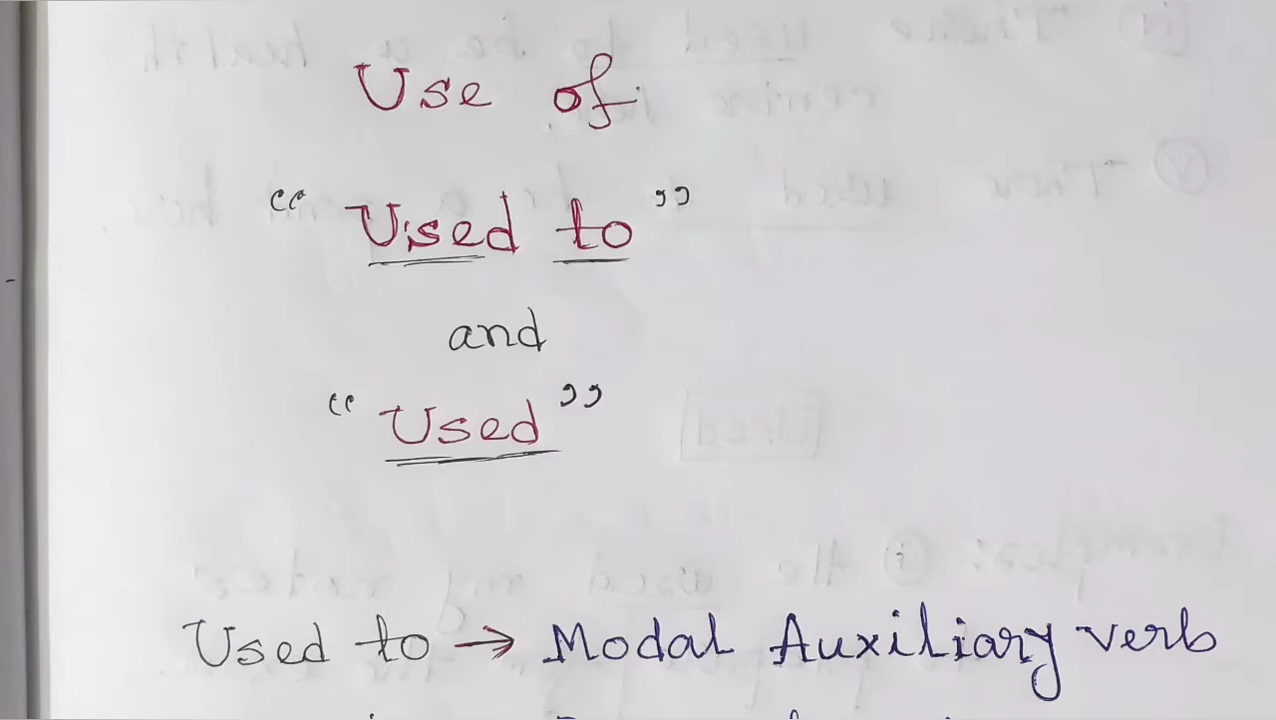 Use of
“Used to”
and
“Used”
Used to → Modal Auxiliary verb